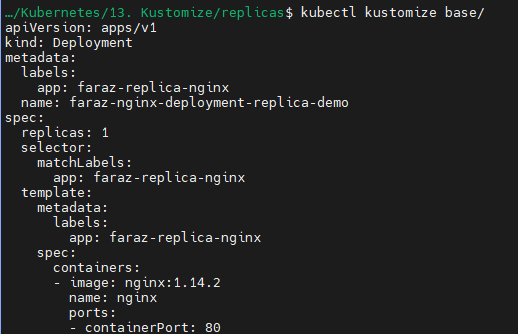 …/Kubernetes/13. Kustomize/replicas$ kubectl kustomize base/
apiVersion: apps/v1
kind: Deployment
metadata:
  labels:
    app: faraz-replica-nginx
  name: faraz-nginx-deployment-replica-demo
spec:
  replicas: 1
  selector:
    matchLabels:
      app: faraz-replica-nginx
  template:
    metadata:
      labels:
        app: faraz-replica-nginx
    spec:
      containers:
      - image: nginx:1.14.2
        name: nginx
        ports:
        - containerPort: 80